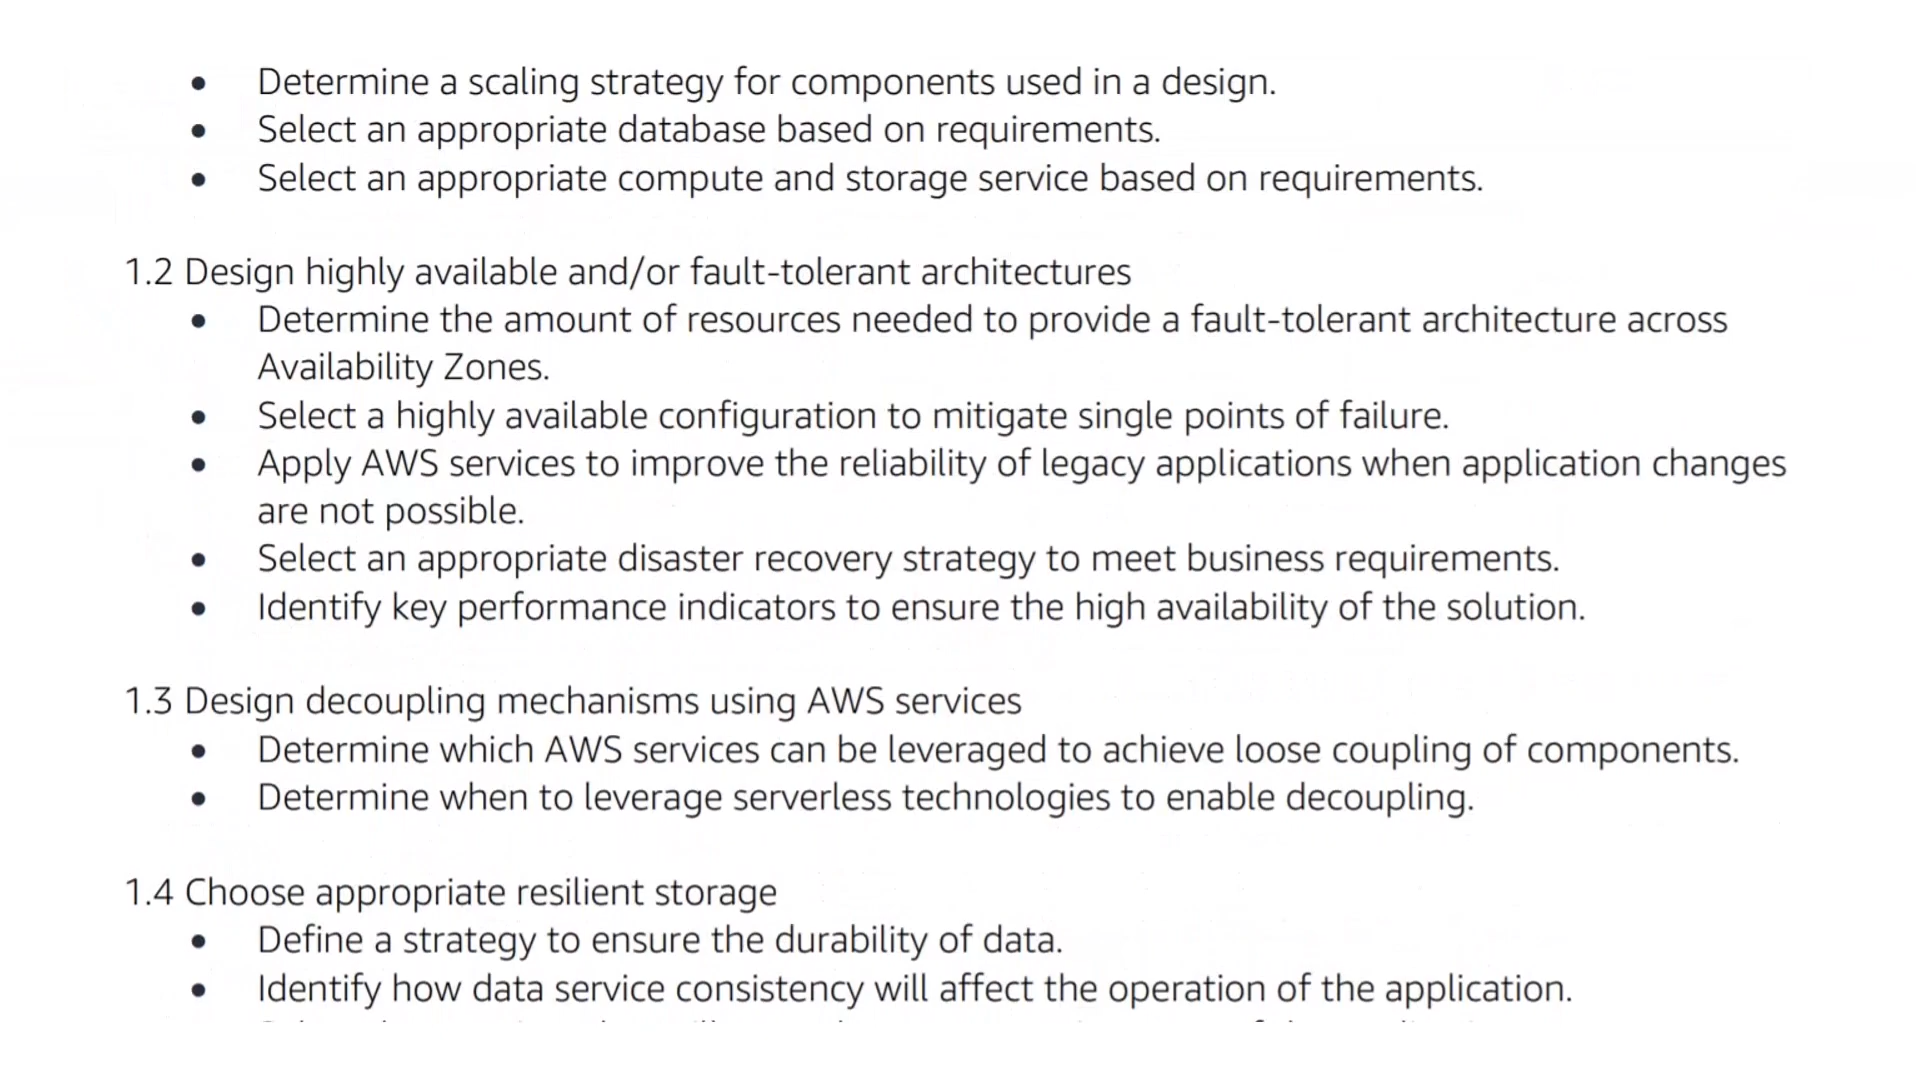 • Determine a scaling strategy for components used in a design.
• Select an appropriate database based on requirements.
• Select an appropriate compute and storage service based on requirements.
1.2 Design highly available and/or fault-tolerant architectures
• Determine the amount of resources needed to provide a fault-tolerant architecture across
Availability Zones.
• Select a highly available configuration to mitigate single points of failure.
• Apply AWS services to improve the reliability of legacy applications when application changes
are not possible.
• Select an appropriate disaster recovery strategy to meet business requirements.
• Identify key performance indicators to ensure the high availability of the solution.
1.3 Design decoupling mechanisms using AWS services
• Determine which AWS services can be leveraged to achieve loose coupling of components.
• Determine when to leverage serverless technologies to enable decoupling.
1.4 Choose appropriate resilient storage
• Define a strategy to ensure the durability of data.
• Identify how data service consistency will affect the operation of the application.